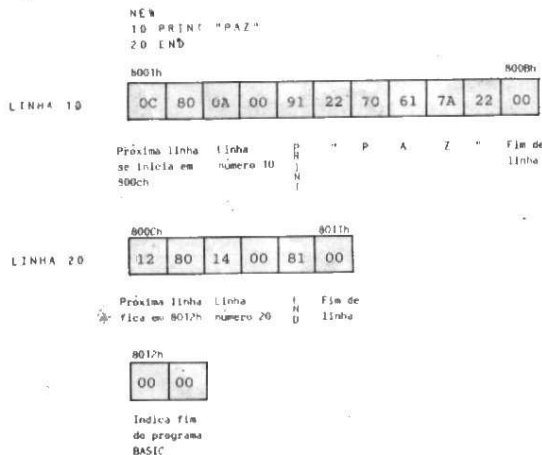 NEW
10 PRINT "PAZ"
20 END
8001h 800Bh
LINHA 10 0C 80 0A 00 91 22 70 61 7A 22 00
Próxima linha Linha PRINT " P A Z " Fim de
se inicia em número 10 linha
800ch
800Ch 8011h
LINHA 20 12 80 14 00 81 00
Próxima linha Linha END Fim de
fica em 8012h número 20 linha
8012h
00 00
Indica fim
do programa
BASIC